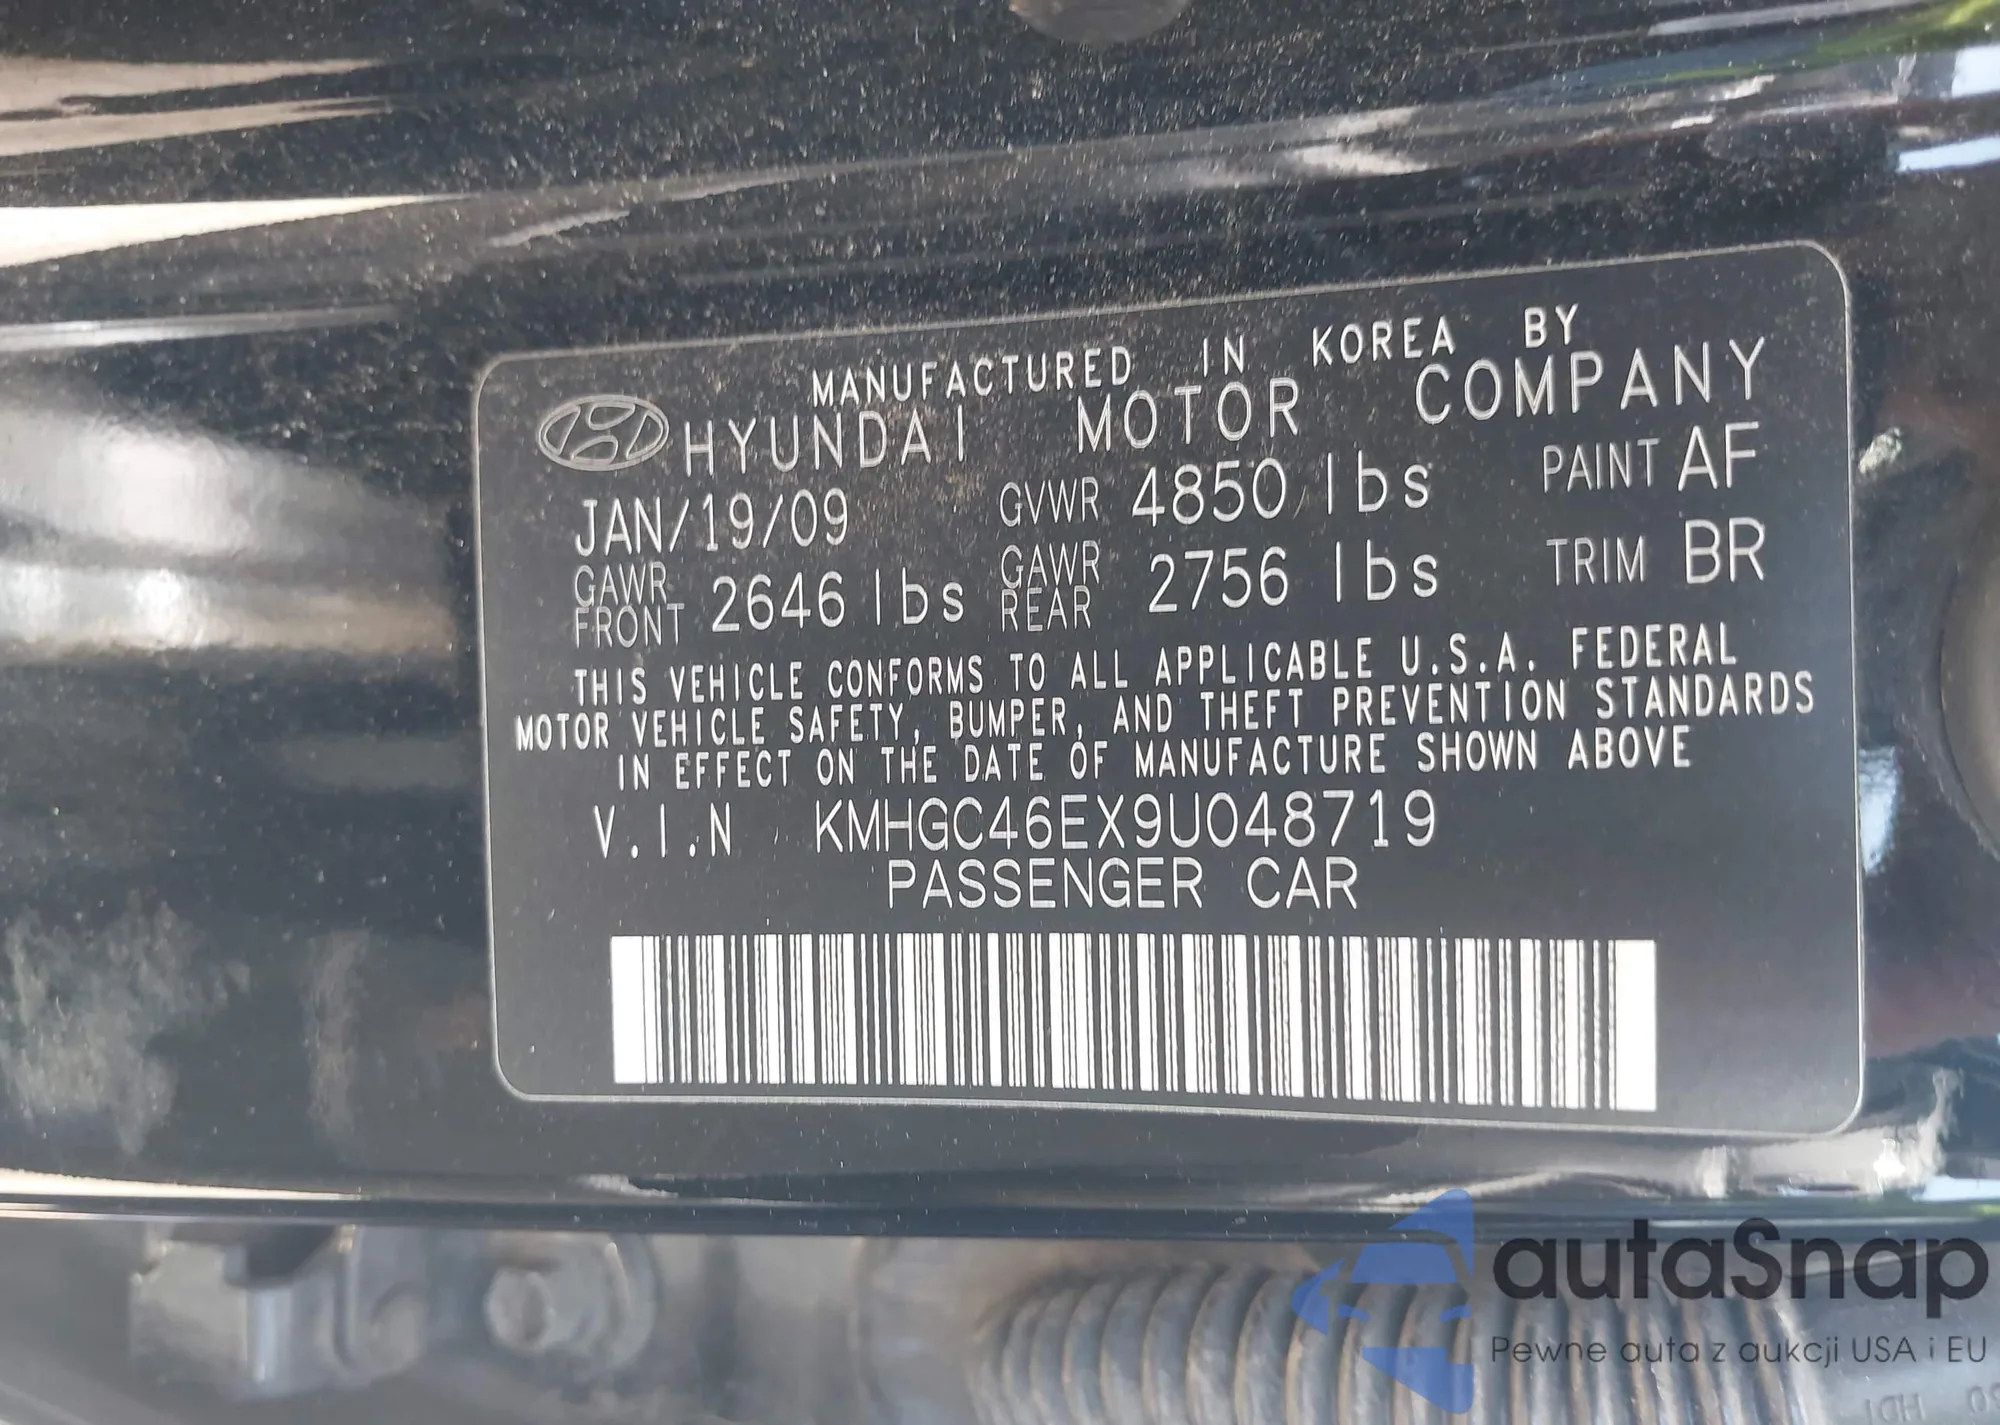 MANUFACTURED IN KOREA BY
HYUNDAI MOTOR COMPANY
JAN/19/09 GVWR 4850 lbs PAINT AF
GAWR FRONT 2646 lbs GAWR REAR 2756 lbs TRIM BR
THIS VEHICLE CONFORMS TO ALL APPLICABLE U.S.A. FEDERAL
MOTOR VEHICLE SAFETY, BUMPER, AND THEFT PREVENTION STANDARDS
IN EFFECT ON THE DATE OF MANUFACTURE SHOWN ABOVE
V.I.N KMHGC46EX9U048719
PASSENGER CAR
autaSnap
Pewne auta z aukcji USA i EU